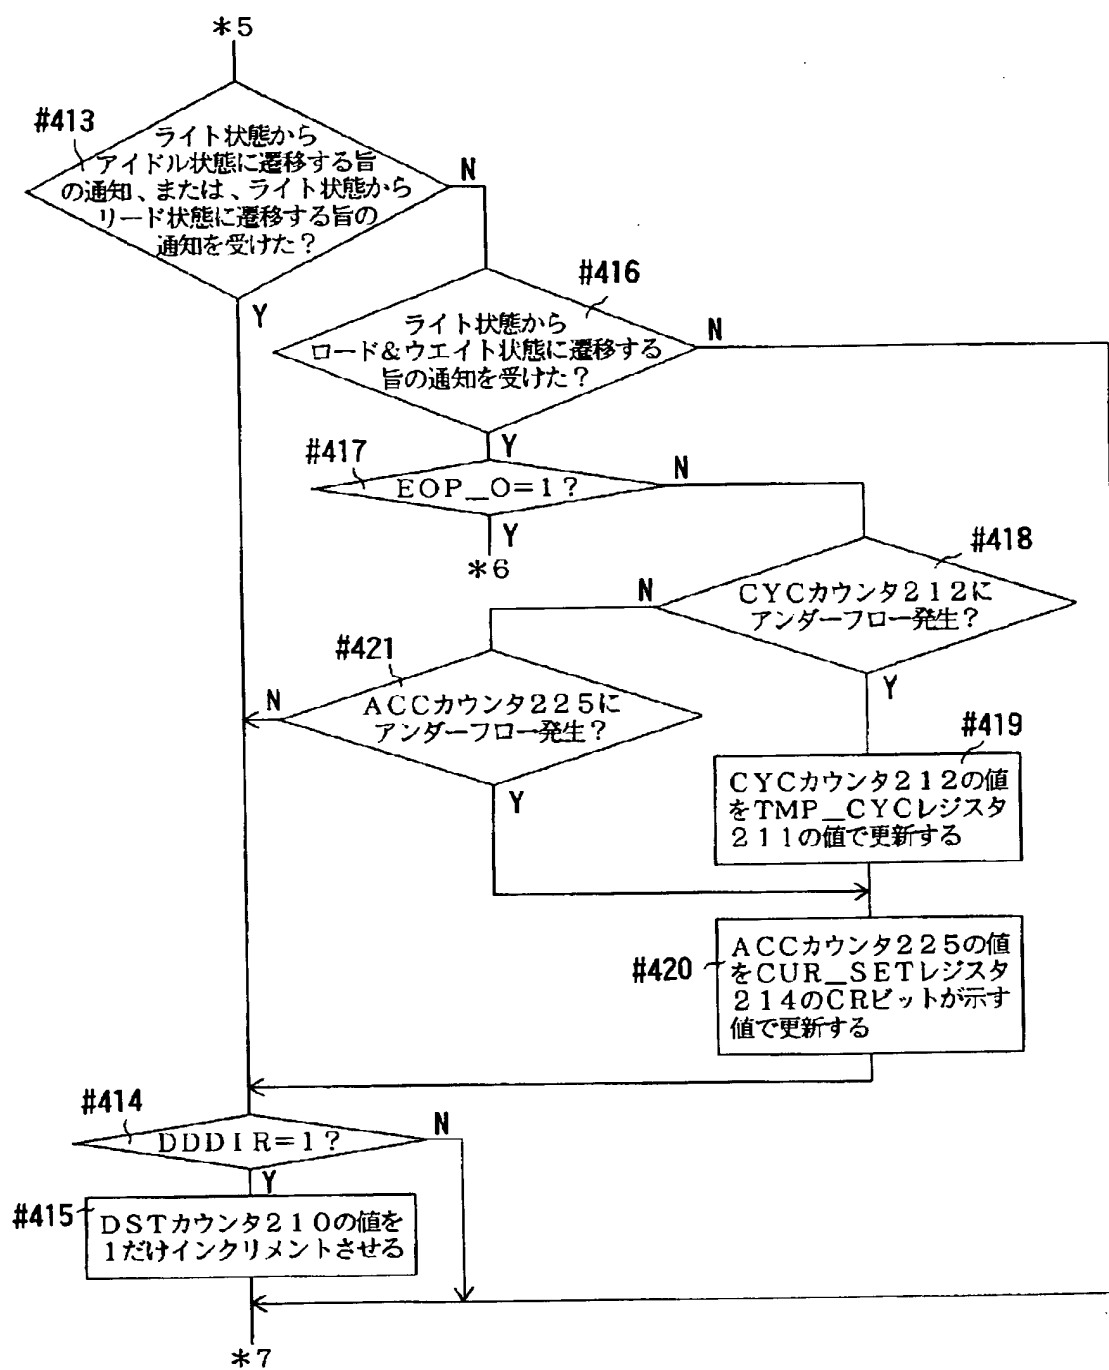 *5
#413
ライト状態から
アイドル状態に遷移する旨
の通知、または、ライト状態から
リード状態に遷移する旨の
通知を受けた?
N
Y
#416
ライト状態から
ロード&ウエイト状態に遷移する
旨の通知を受けた?
N
Y
#417
EOP_O=1?
N
Y
*6
#418
CYCカウンタ212に
アンダーフロー発生?
N
Y
#421
ACCカウンタ225に
アンダーフロー発生?
N
Y
#419
CYCカウンタ212の値
をTMP_CYCレジスタ
211の値で更新する
#420
ACCカウンタ225の値
をCUR_SETレジスタ
214のCRビットが示す
値で更新する
#414
DDDIR=1?
N
Y
#415
DSTカウンタ210の値を
1だけインクリメントさせる
*7